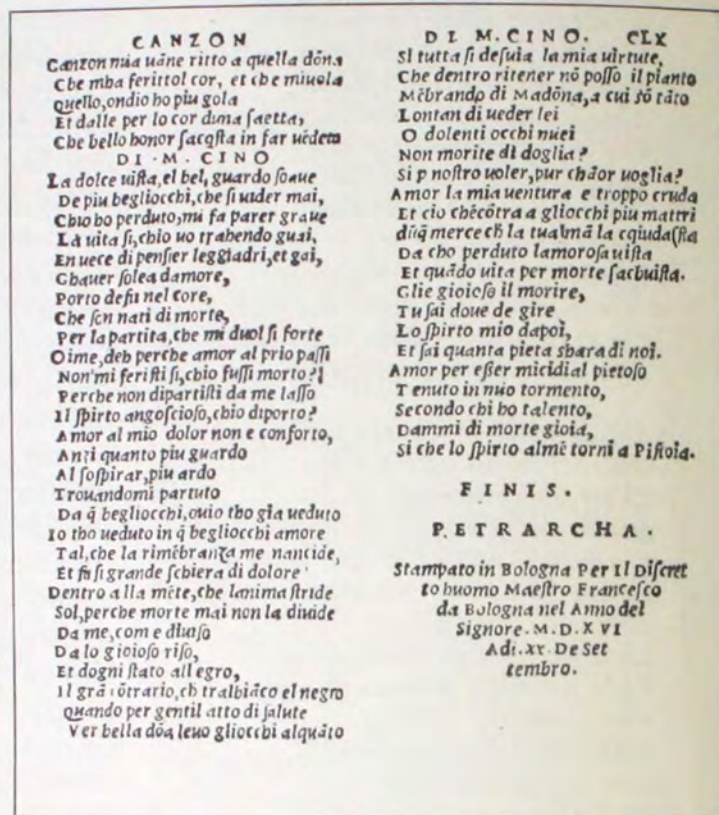 CANZON
Canzon mia uāne ritto a quella dōna
Che mha ferittol cor, et che miuola
Quello, ondio ho piu gola
Et dalle per lo cor dima saetta,
Che bello honor sacqsta in far uēdetta
DI . M. CINO
La dolce uista, el bel, guardo soaue
De piu begliocchi, che si uider mai,
Chio ho perduto, mi fa parer graue
La uita si, chio uo trahendo guai,
En uece di pensier leggiadri, et gai,
Chauer solea damore,
Porto desii nel core,
Che son nati di morte,
Per la partita, che mi duol si forte
Oime, deh perche amor al prio passi
Non mi feristi si, chio fussi morto?
Perche non dipartisti da me lasso
Il spirto angoscioso, chio diporto?
Amor al mio dolor non e conforto,
Anzi quanto piu guardo
Al sospirar, piu ardo
Trouandomi partuto
Da q̄ begliocchi, ouio tho gia ueduto
Io tho ueduto in q̄ begliocchi amore
Tal, che la rimēbranza me nancide,
Et fa si grande schiera di dolore
Dentro alla mēte, che lanima stride
Sol, perche morte mai non la diuide
Da me, com e diuiso
Da lo gioioso riso,
Et dogni stato allegro,
Il grā cōtrario, ch tralbiāco el negro
Quando per gentil atto di salute
Ver bella dōa leuo gliocchi alquāto
DI M. CINO. CLX
Si tutta si desuia la mia uirtute,
Che dentro ritener nō posso il pianto
Mēbrando di Madōna, a cui sō tāto
Lontan di ueder lei
O dolenti occhi miei
Non morite di doglia?
Si p nostro uoler, pur chāor uoglia?
Amor la mia uentura e troppo cruda
Et cio chēcōtra a gliocchi piu mattri
dūq̄ merce ch la tua
Da cho perduto lamorosa uista
Et quādo uita per morte sacbuista.
Glie gioioso il morire,
Tu sai doue de gire
Lo spirto mio dapoi,
Et sai quanta pieta shara di noi.
Amor per esser micidial pietoso
Tenuto in mio tormento,
Secondo chi ho talento,
Dammi di morte gioia,
Si che lo spirto almē torni a Pistoia.
FINIS.
PETRARCHA.
Stampato in Bologna Per Il Discret
to huomo Maestro Francesco
da Bologna nel Anno del
Signore. M. D. XVI
Adi. XX. De Set
tembro.